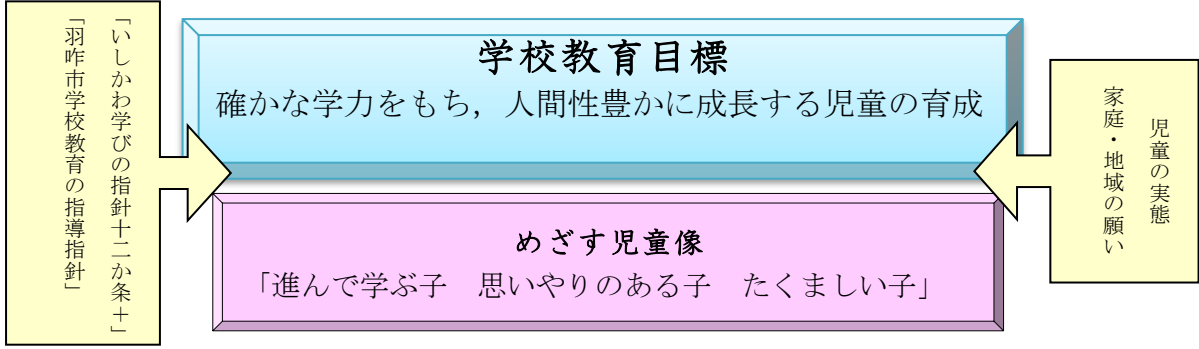 「いしかわ学びの指針十二か条＋」
「羽咋市学校教育の指導指針」
学校教育目標
確かな学力をもち，人間性豊かに成長する児童の育成
めざす児童像
「進んで学ぶ子　思いやりのある子　たくましい子」
児童の実態
家庭・地域の願い